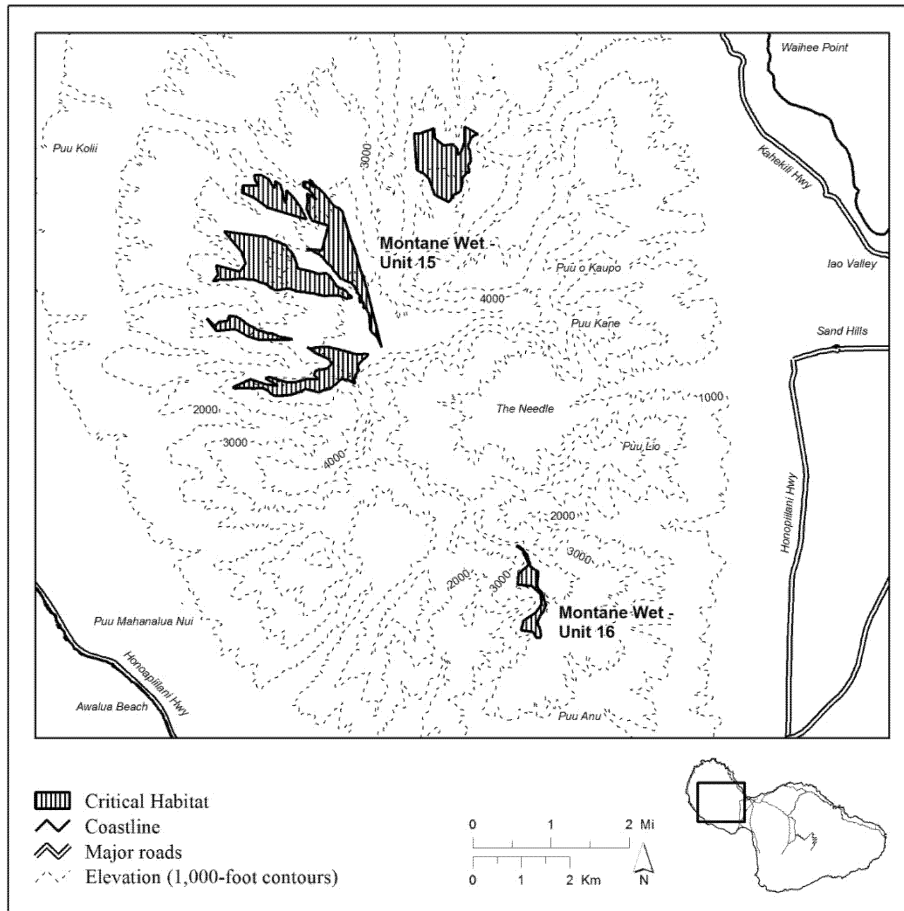 Waihee Point
Puu Kolii
3000
Kahekili Hwy
Montane Wet -
Unit 15
Puu o Kaupo
Iao Valley
4000
Puu Kane
Sand Hills
The Needle
1000
2000
3000
Puu Lio
4000
Honopiilani Hwy
2000
3000
2000
3000
Montane Wet -
Unit 16
Puu Mahanalua Nui
Honoapiilani Hwy
Awalua Beach
Puu Anu
Critical Habitat
Coastline
Major roads
Elevation (1,000-foot contours)
0 1 2 Mi
0 1 2 Km
N